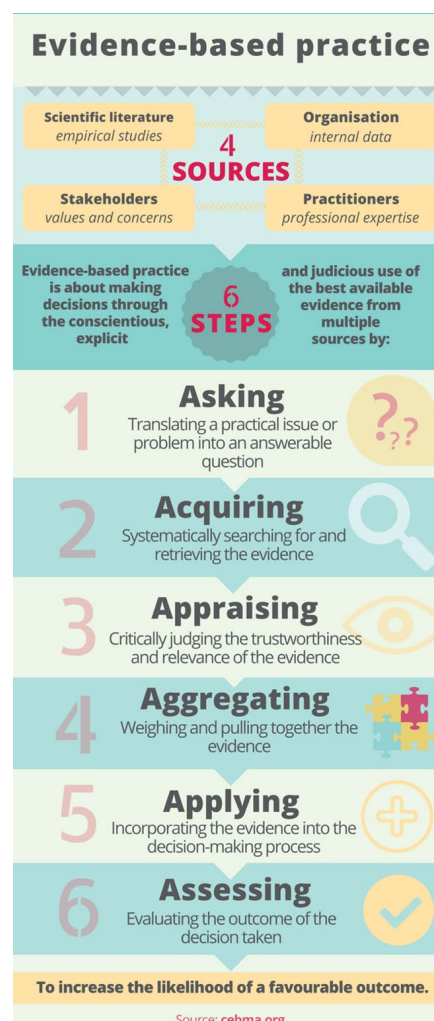 Evidence-based practice
Scientific literature
empirical studies
Organisation
internal data
4
SOURCES
Stakeholders
values and concerns
Practitioners
professional expertise
Evidence-based practice
is about making
decisions through
the conscientious,
explicit
6
STEPS
and judicious use of
the best available
evidence from
multiple
sources by:
1
Asking
Translating a practical issue or
problem into an answerable
question
???
2
Acquiring
Systematically searching for and
retrieving the evidence
3
Appraising
Critically judging the trustworthiness
and relevance of the evidence
4
Aggregating
Weighing and pulling together the
evidence
5
Applying
Incorporating the evidence into the
decision-making process
6
Assessing
Evaluating the outcome of the
decision taken
To increase the likelihood of a favourable outcome.
Source: cebma.org